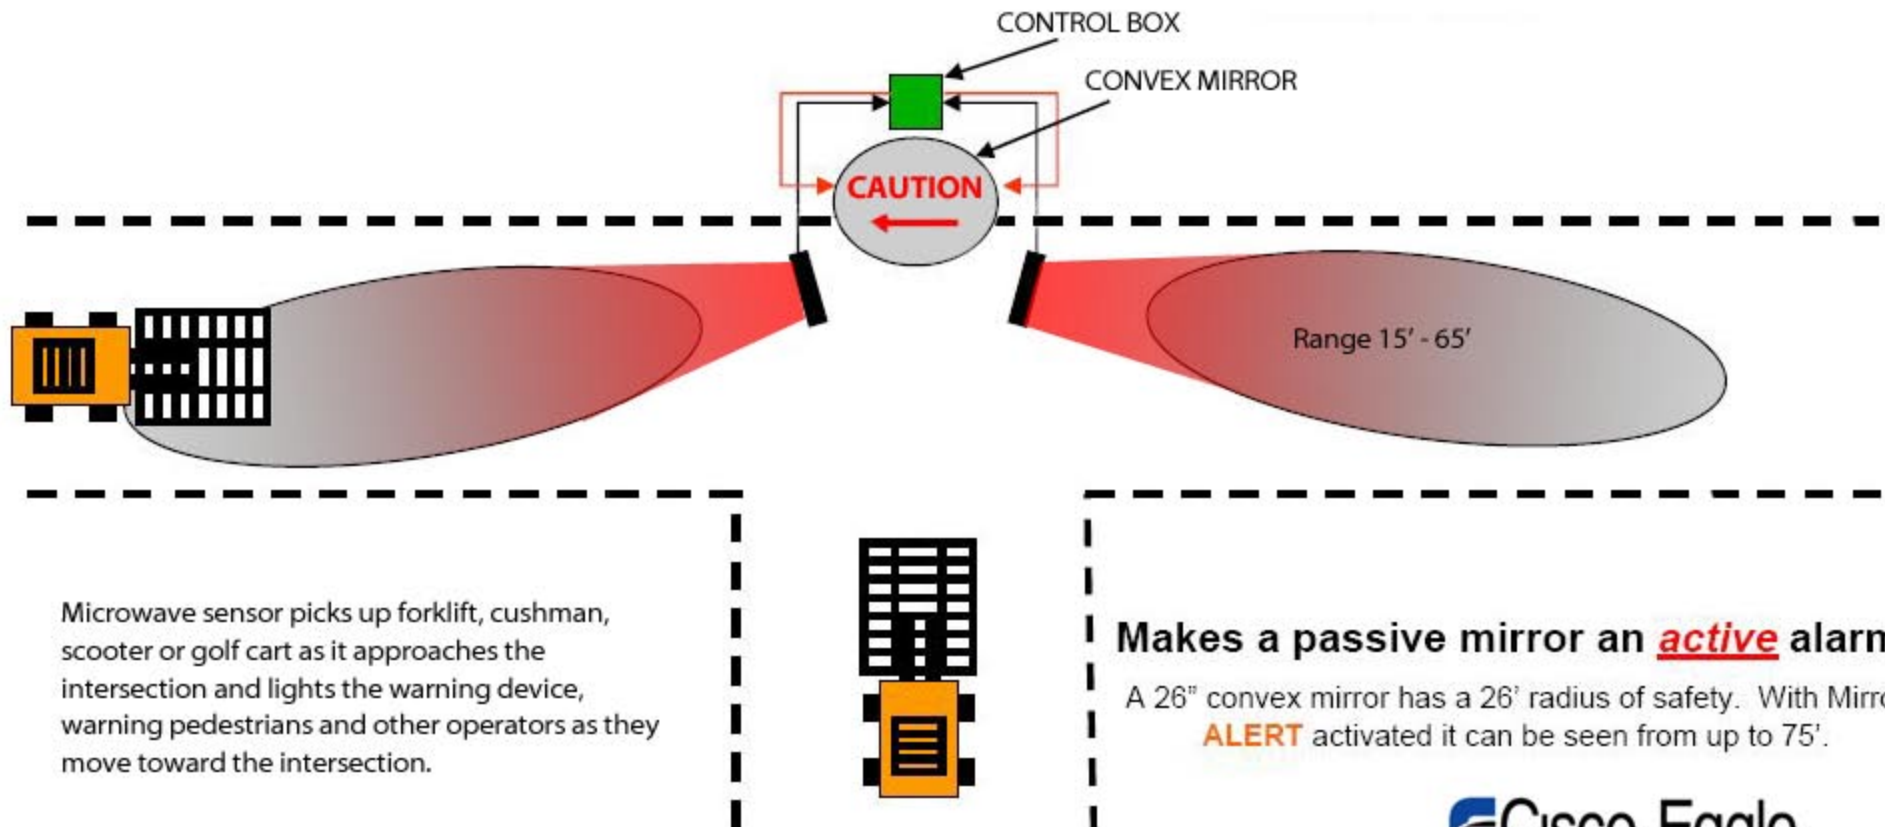 CONTROL BOX
CONVEX MIRROR
CAUTION
Range 15' - 65'
Microwave sensor picks up forklift, cushman,
scooter or golf cart as it approaches the
intersection and lights the warning device,
warning pedestrians and other operators as they
move toward the intersection.
Makes a passive mirror an active alarm
A 26" convex mirror has a 26' radius of safety. With
ALERT activated it can be seen from up to 75'.
Cisco-Eagle